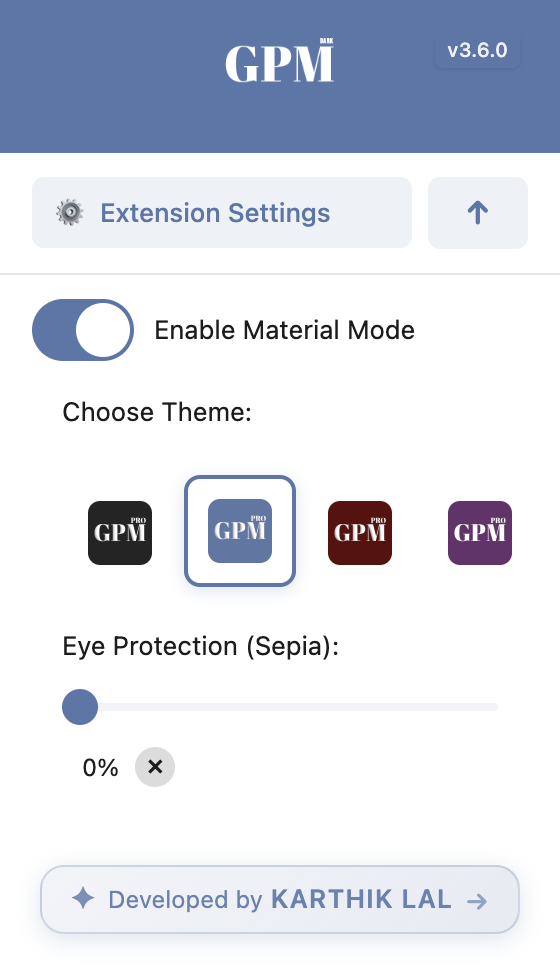 DARK
GPM
v3.6.0
Extension Settings
Enable Material Mode
Choose Theme:
PRO
GPM
PRO
GPM
PRO
GPM
PRO
GPM
Eye Protection (Sepia):
0%
Developed by KARTHIK LAL